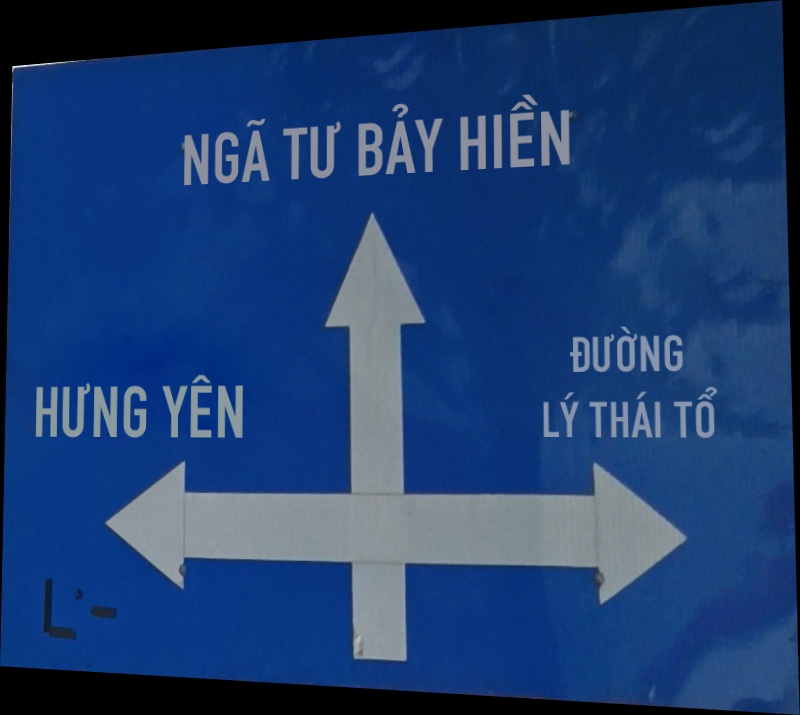 NGÃ TƯ BẢY HIỀN
HƯNG YÊN
ĐƯỜNG
LÝ THÁI TỔ